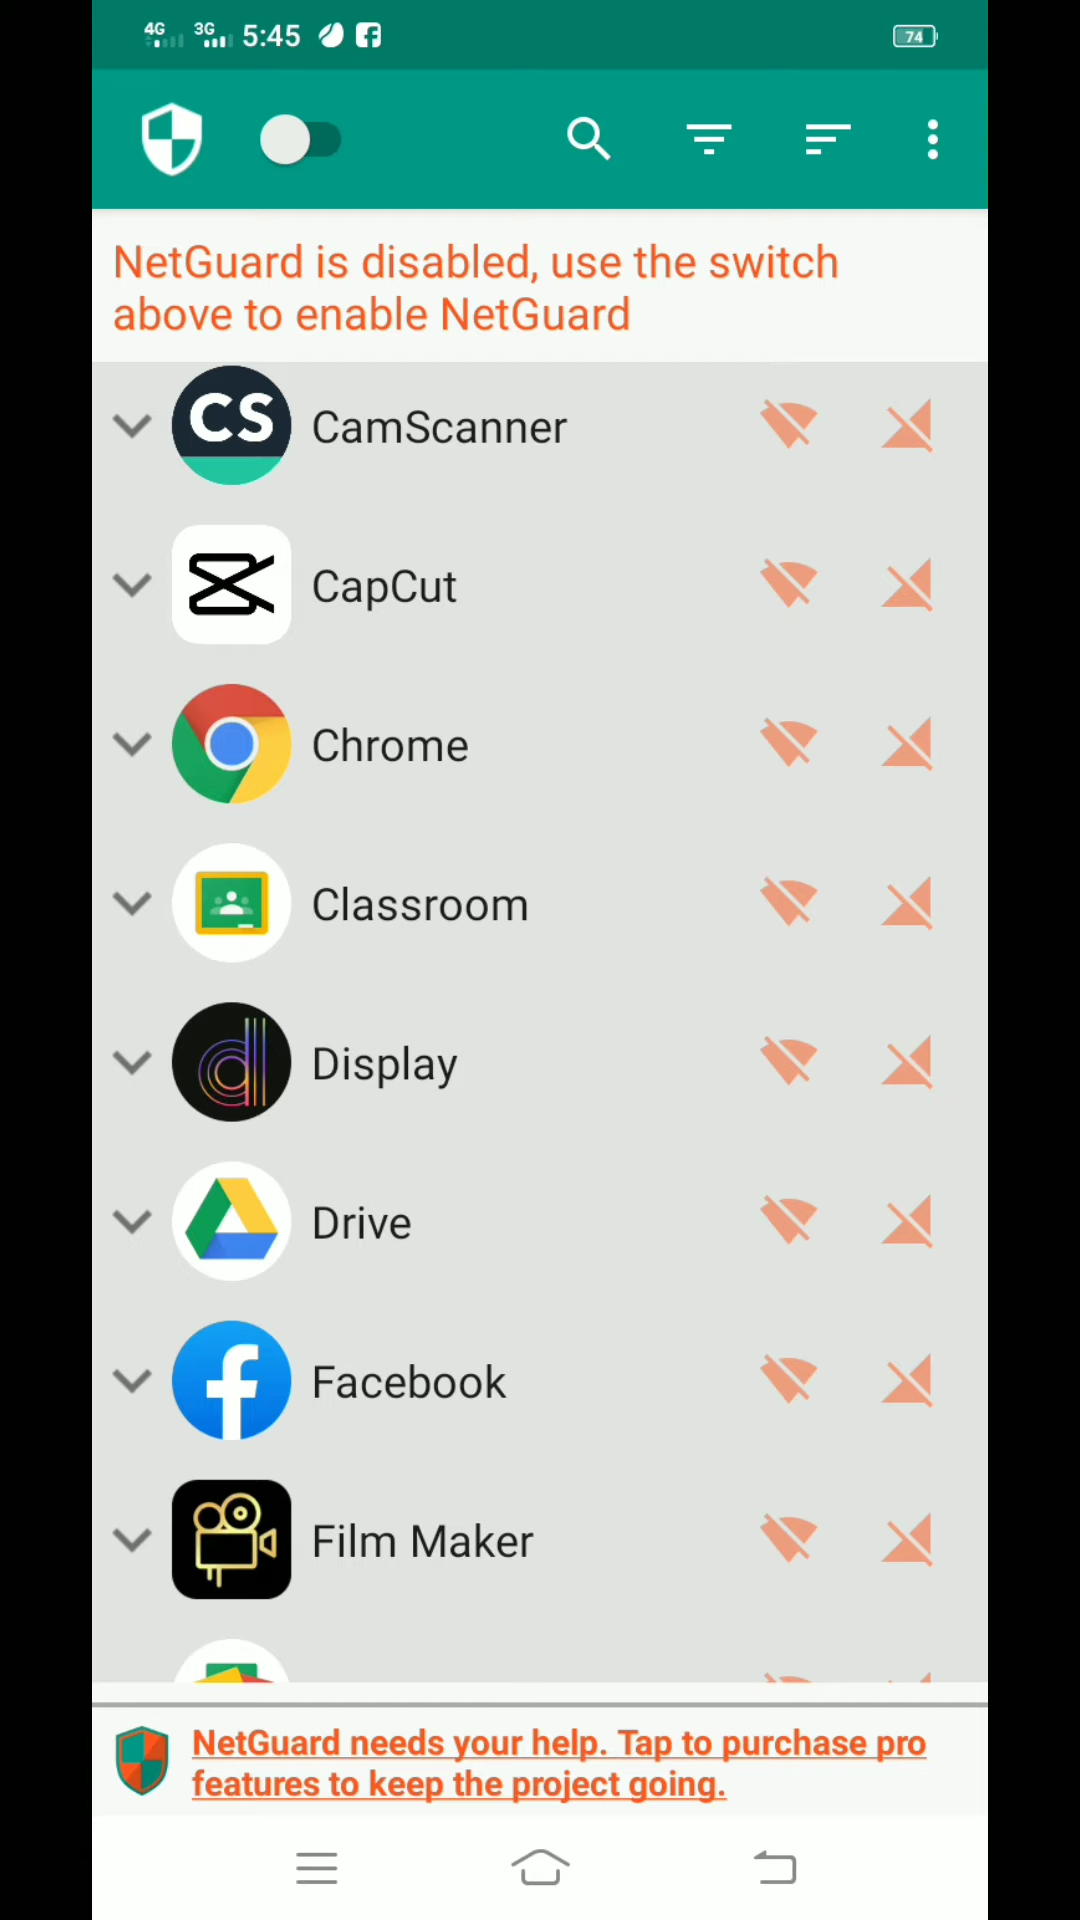 4G 3G 5:45 74
NetGuard is disabled, use the switch
above to enable NetGuard
CS CamScanner
CapCut
Chrome
Classroom
Display
Drive
Facebook
Film Maker
NetGuard needs your help. Tap to purchase pro
features to keep the project going.